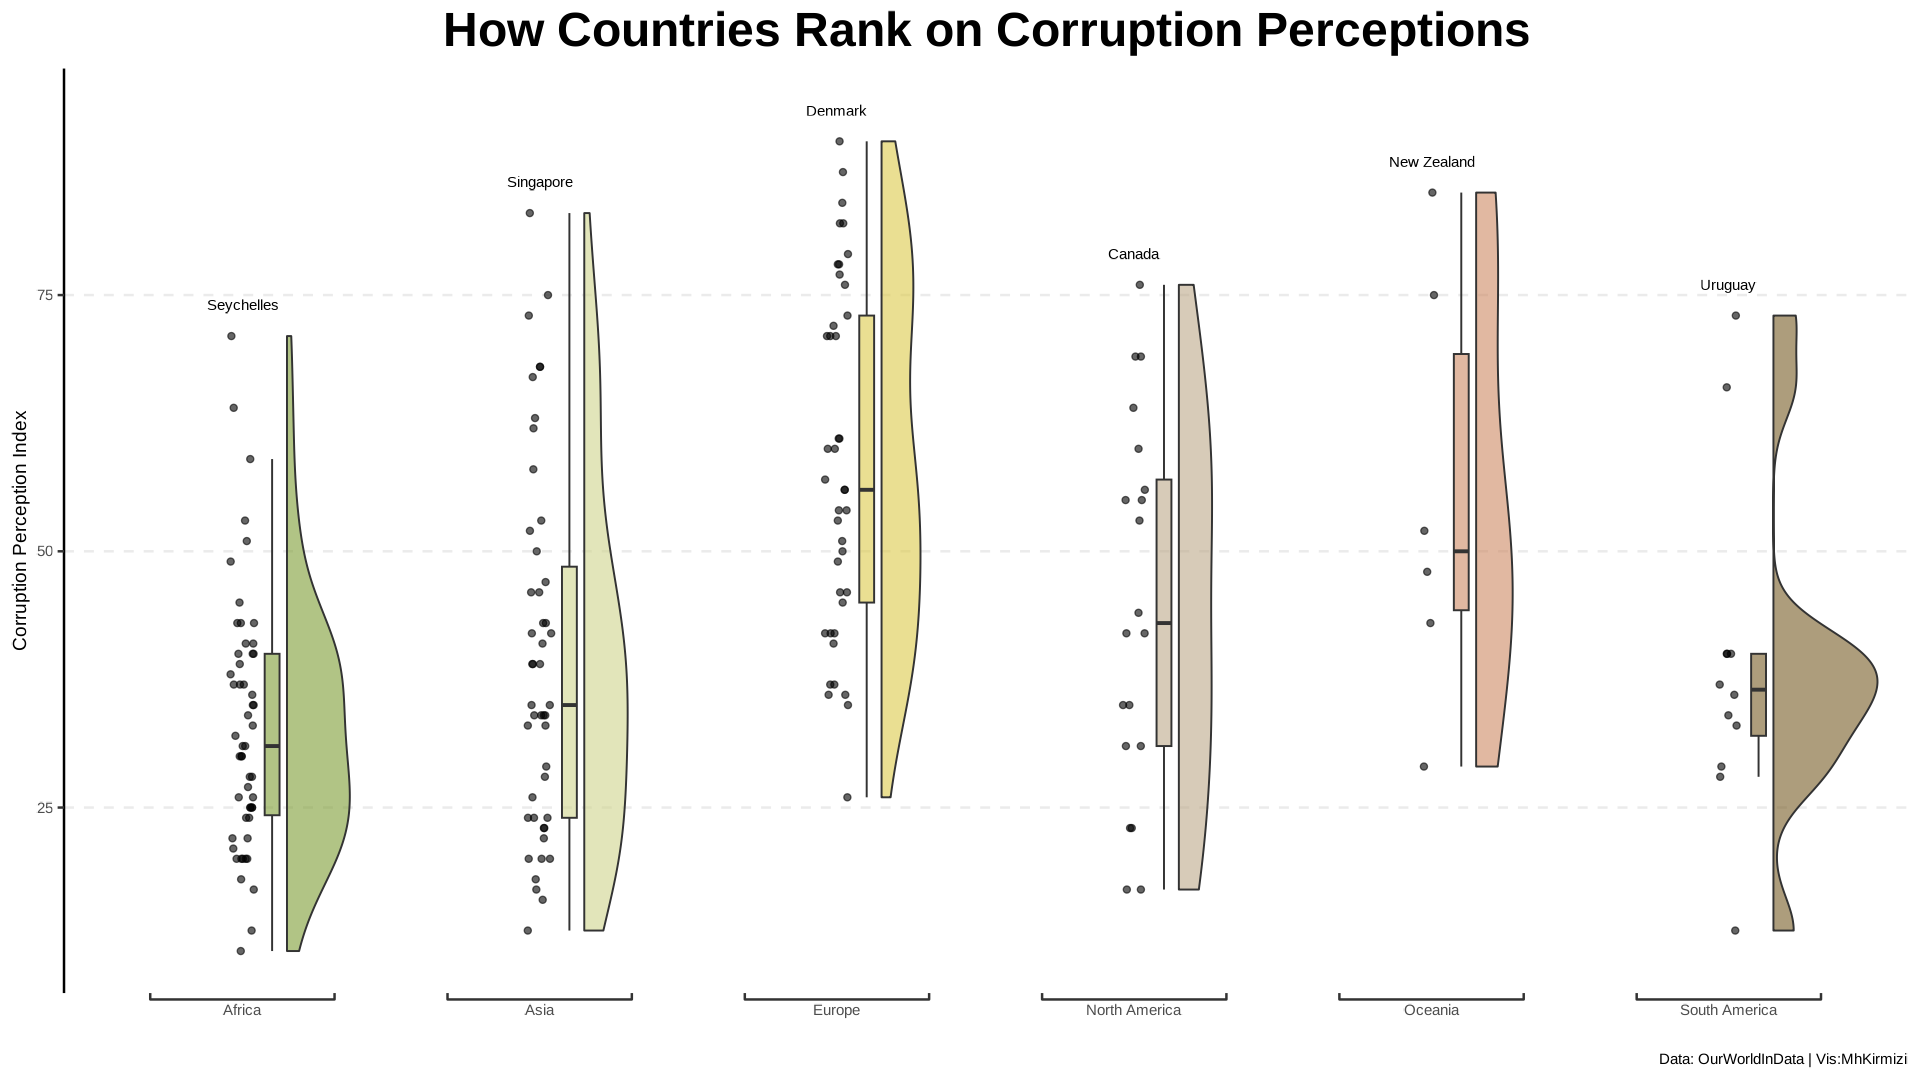 How Countries Rank on Corruption Perceptions
Denmark
New Zealand
Singapore
Canada
Uruguay
Seychelles
75
50
25
Corruption Perception Index
Africa
Asia
Europe
North America
Oceania
South America
Data: OurWorldInData | Vis:MhKirmizi